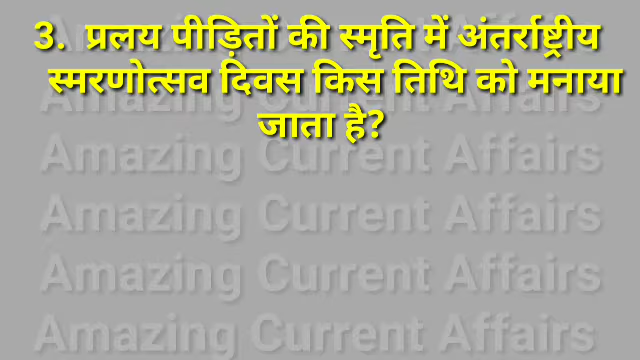 3. प्रलय पीड़ितों की स्मृति में अंतर्राष्ट्रीय
स्मरणोत्सव दिवस किस तिथि को मनाया
जाता है?
Amazing Current Affairs
Amazing Current Affairs
Amazing Current Affairs
Amazing Current Affairs
Amazing Current Affairs
Amazing Current Affairs